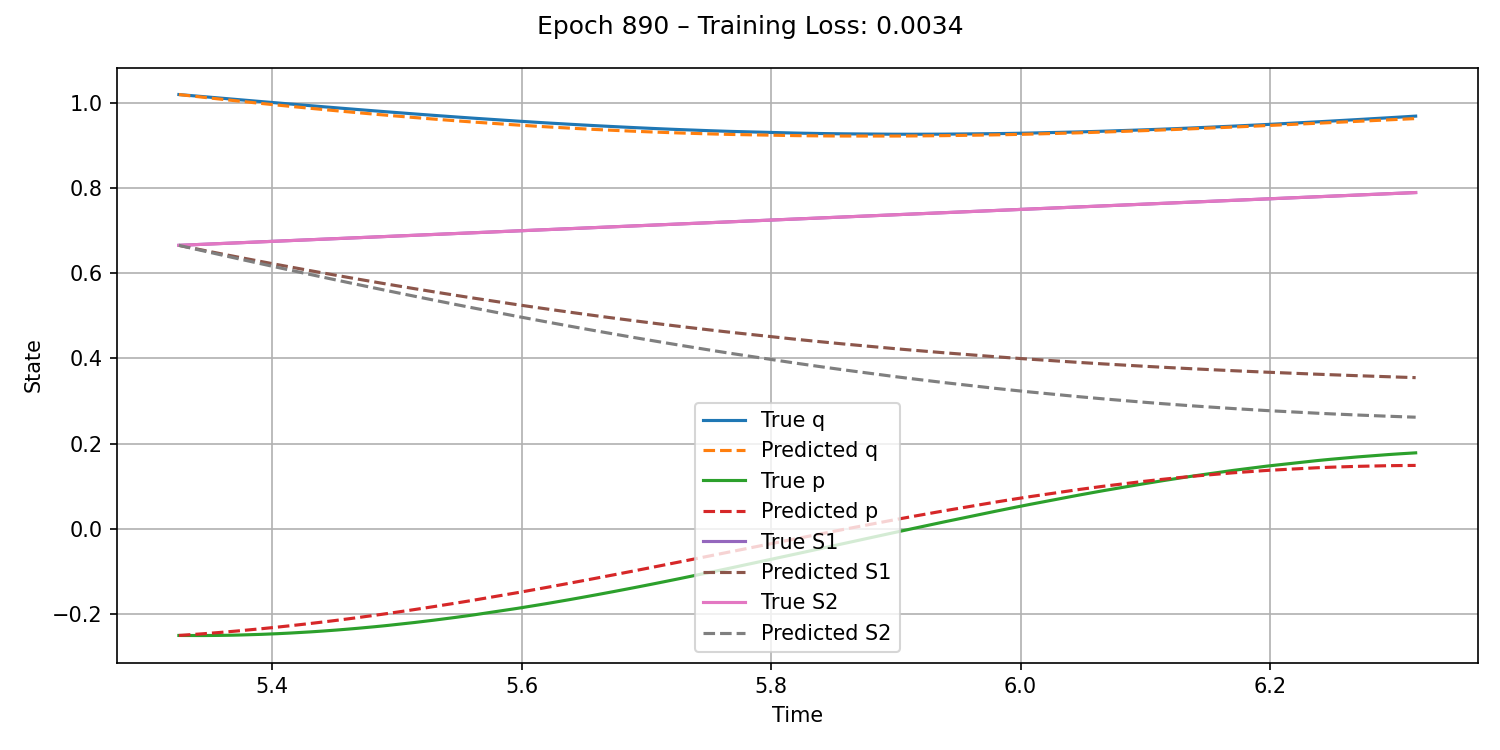 Epoch 890 – Training Loss: 0.0034
State
1.0
0.8
0.6
0.4
0.2
0.0
−0.2
True q
Predicted q
True p
Predicted p
True S1
Predicted S1
True S2
Predicted S2
5.4 5.6 5.8 6.0 6.2
Time